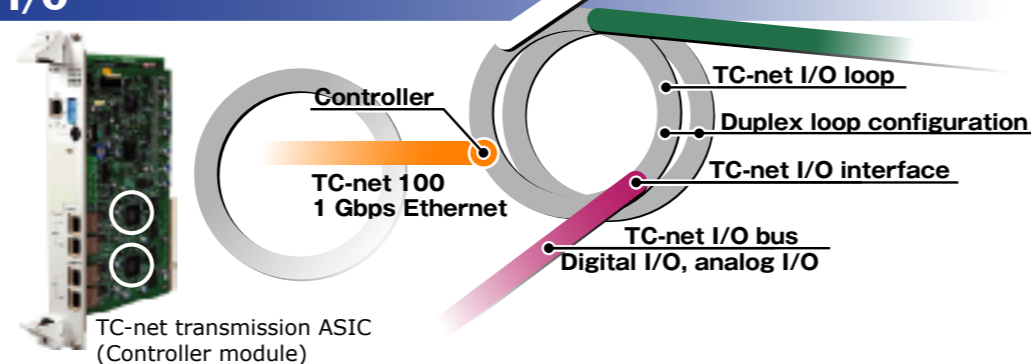 I/O
Controller
TC-net 100
1 Gbps Ethernet
TC-net I/O loop
Duplex loop configuration
TC-net I/O interface
TC-net I/O bus
Digital I/O, analog I/O
TC-net transmission ASIC
(Controller module)